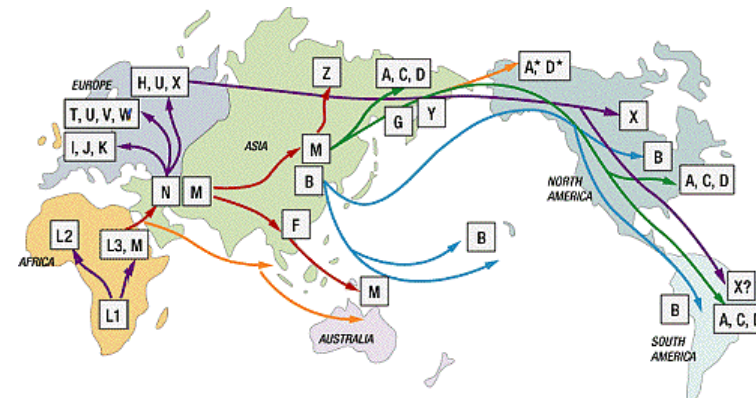 Z
A, C, D
A,* D*
EUROPE
H, U, X
T, U, V, W
G
Y
X
I, J, K
ASIA
M
B
B
A, C, D
N
M
NORTH
AMERICA
L2
L3, M
F
B
AFRICA
M
X?
L1
B
A, C,
AUSTRALIA
SOUTH
AMERICA